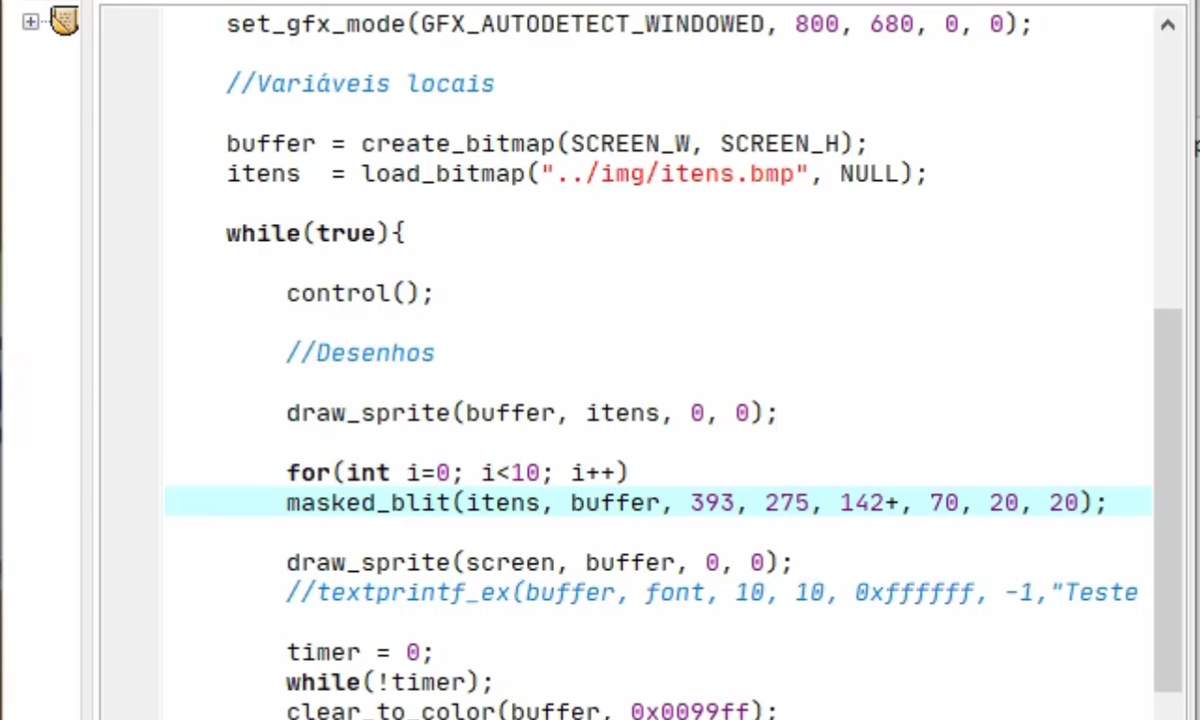 set_gfx_mode(GFX_AUTODETECT_WINDOWED, 800, 680, 0, 0);
//Variáveis locais
buffer = create_bitmap(SCREEN_W, SCREEN_H);
itens  = load_bitmap("../img/itens.bmp", NULL);
while(true){
control();
//Desenhos
draw_sprite(buffer, itens, 0, 0);
for(int i=0; i<10; i++)
masked_blit(itens, buffer, 393, 275, 142+, 70, 20, 20);
draw_sprite(screen, buffer, 0, 0);
//textprintf_ex(buffer, font, 10, 10, 0xffffff, -1,"Teste
timer = 0;
while(!timer);
clear_to_color(buffer, 0x0099ff);